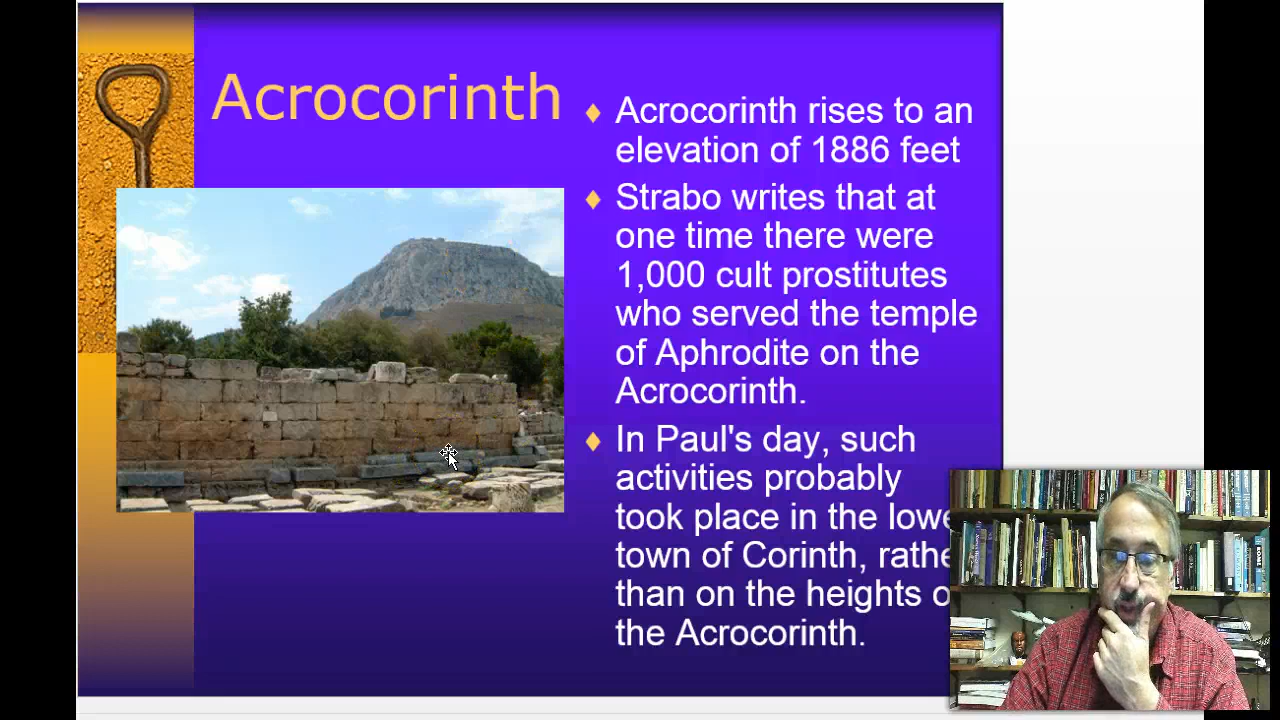 Acrocorinth
Acrocorinth rises to an
elevation of 1886 feet
Strabo writes that at
one time there were
1,000 cult prostitutes
who served the temple
of Aphrodite on the
Acrocorinth.
In Paul's day, such
activities probably
took place in the lowe
town of Corinth, rathe
than on the heights o
the Acrocorinth.